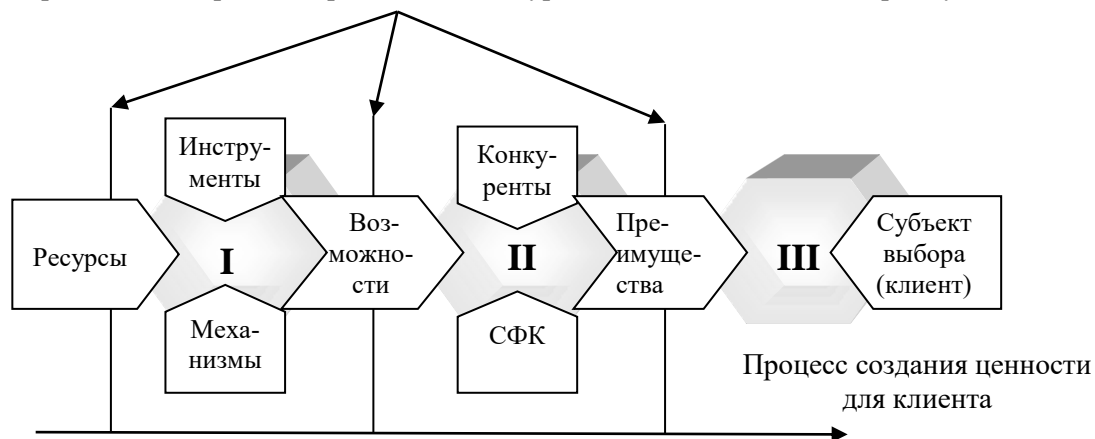 Инстру-
менты
Конку-
ренты
Ресурсы
I
Воз-
можно-
сти
II
Пре-
имуще-
ства
III
Субъект
выбора
(клиент)
Меха-
низмы
СФК
Процесс создания ценности
для клиента